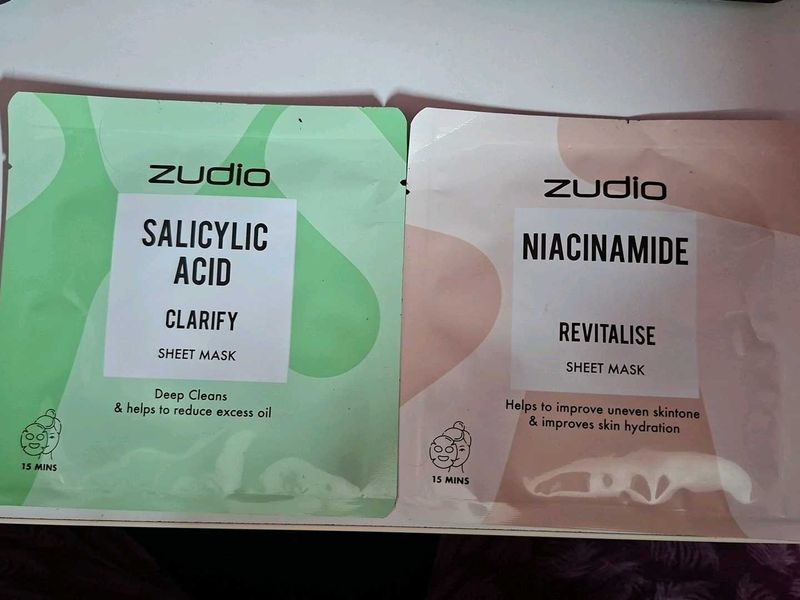 zudio
SALICYLIC
ACID
CLARIFY
SHEET MASK
Deep Cleans
& helps to reduce excess oil
15 MINS
zudio
NIACINAMIDE
REVITALISE
SHEET MASK
Helps to improve uneven skintone
& improves skin hydration
15 MINS